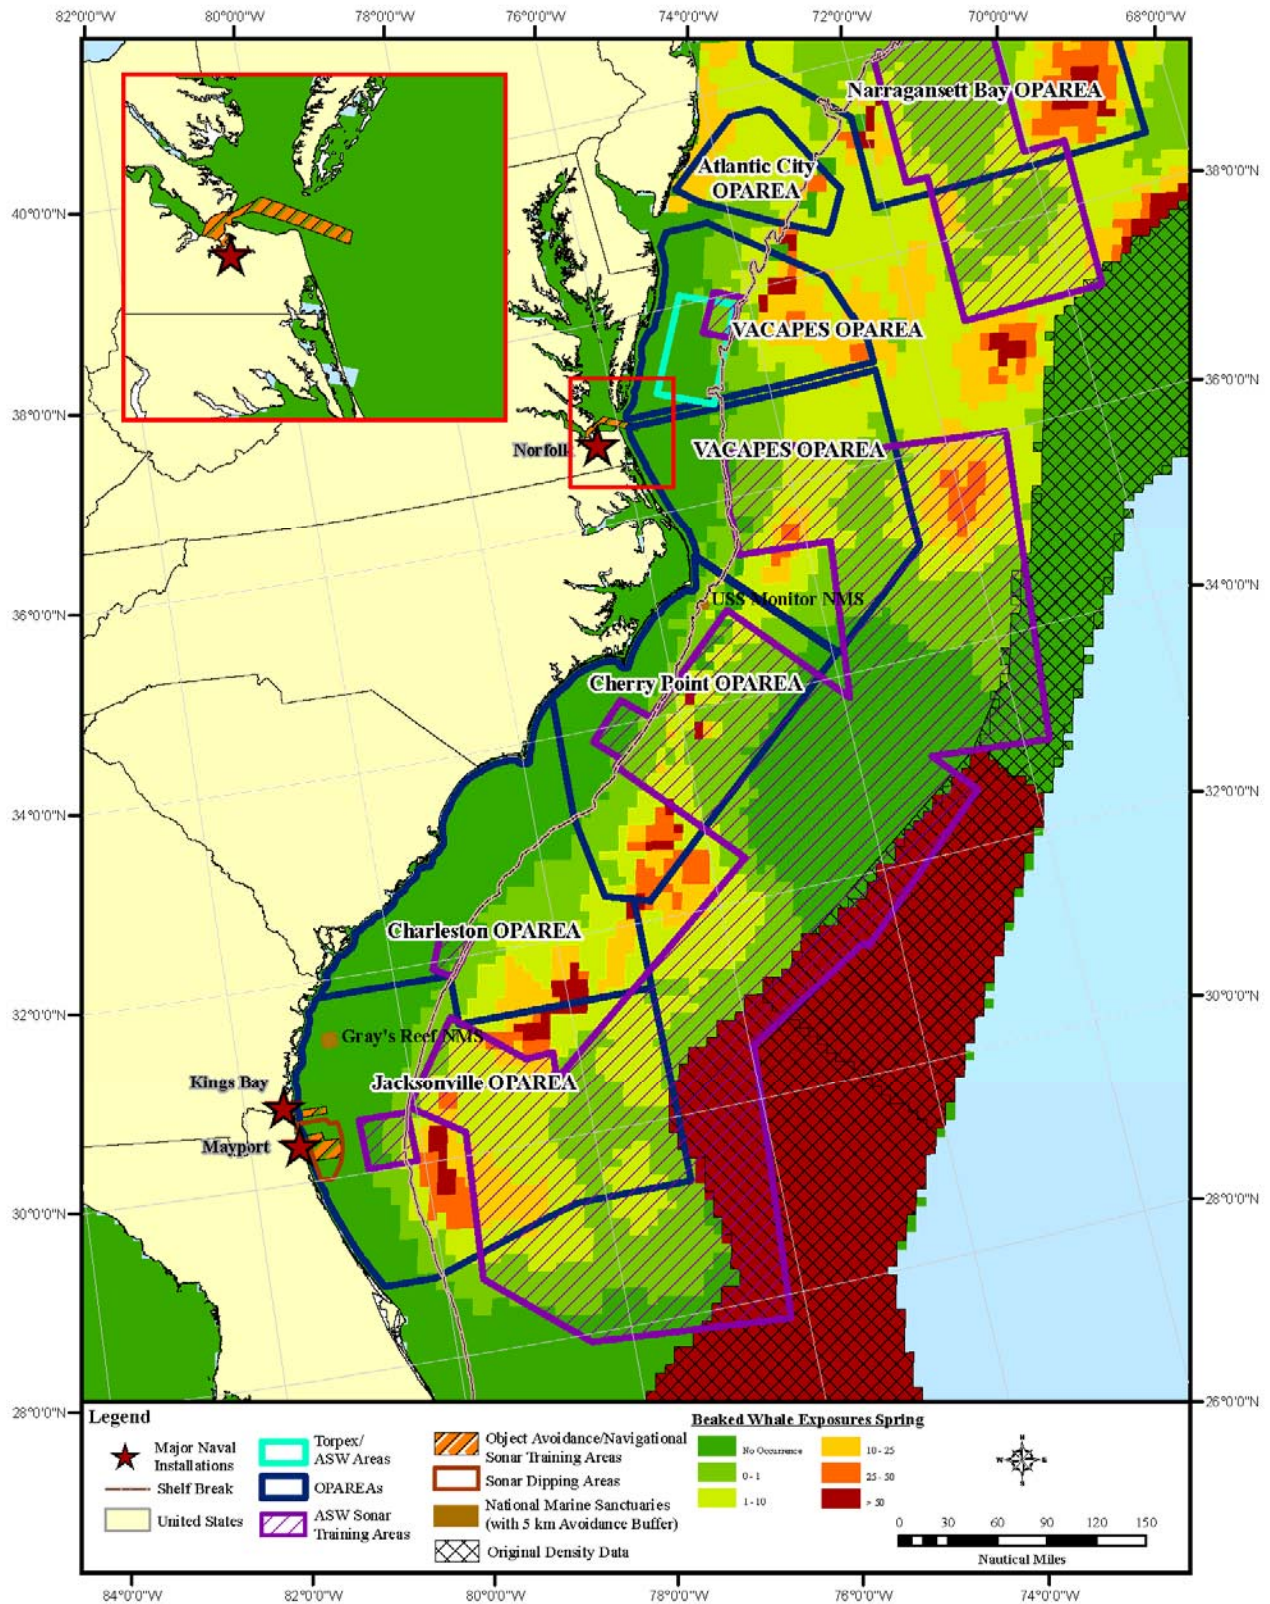 82°0'0"W 80°0'0"W 78°0'0"W 76°0'0"W 74°0'0"W 72°0'0"W 70°0'0"W 68°0'0"W
Narragansett Bay OPAREA
Atlantic City
OPAREA
38°0'0"N
40°0'0"N
VACAPES OPAREA
36°0'0"N
38°0'0"N
Norfolk
VACAPES OPAREA
34°0'0"N
USS Monitor NMS
36°0'0"N
Cherry Point OPAREA
32°0'0"N
34°0'0"N
Charleston OPAREA
30°0'0"N
32°0'0"N
Gray's Reef NMS
Kings Bay
Jacksonville OPAREA
Mayport
28°0'0"N
30°0'0"N
26°0'0"N
28°0'0"N
Legend
Major Naval
Installations
Shelf Break
United States
Torpex/
ASW Areas
OPAREAs
ASW Sonar
Training Areas
Object Avoidance/Navigational
Sonar Training Areas
Sonar Dipping Areas
National Marine Sanctuaries
(with 5 km Avoidance Buffer)
Original Density Data
Beaked Whale Exposures Spring
No Occurrence
0 - 1
1 - 10
10 - 25
25 - 50
> 50
N
W E
S
0 30 60 90 120 150
Nautical Miles
84°0'0"W 82°0'0"W 80°0'0"W 78°0'0"W 76°0'0"W 74°0'0"W